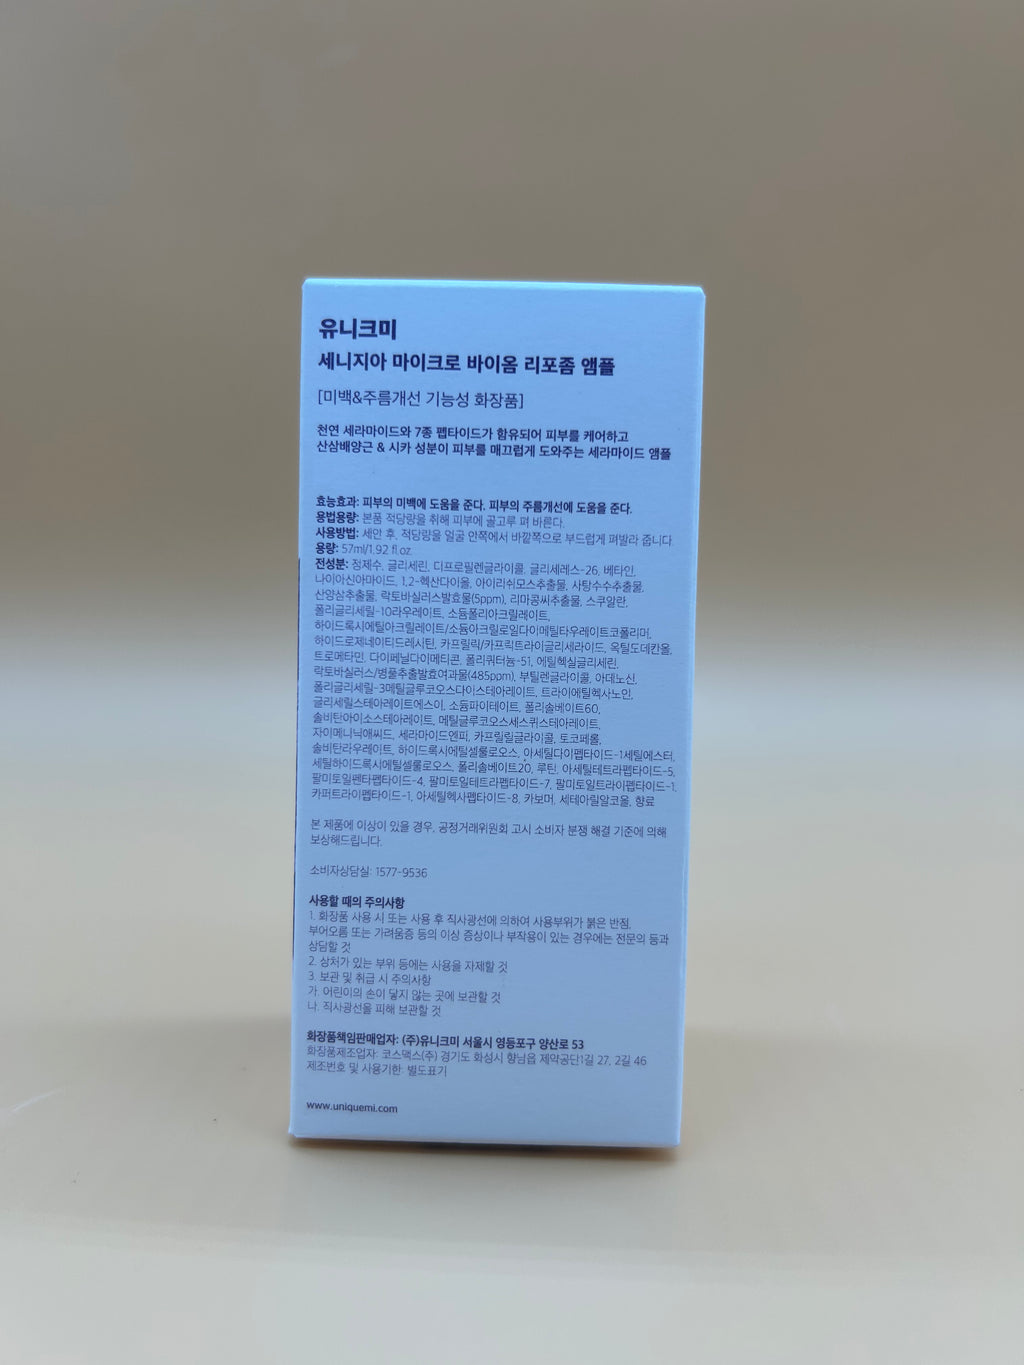 유니크미
세니지아 마이크로 바이옴 리포좀 앰플
[미백&주름개선 기능성 화장품]
천연 세라마이드와 7종 펩타이드가 함유되어 피부를 케어하고
산삼배양근 & 시카 성분이 피부를 매끄럽게 도와주는 세라마이드 앰플
효능효과: 피부의 미백에 도움을 준다. 피부의 주름개선에 도움을 준다.
용법용량: 본품 적당량을 취해 피부에 골고루 펴 바른다.
사용방법: 세안 후, 적당량을 얼굴 안쪽에서 바깥쪽으로 부드럽게 펴발라 줍니다.
용량: 57ml/1.92 fl.oz.
전성분: 정제수, 글리세린, 디프로필렌글라이콜, 글리세레스-26, 베타인,
나이아신아마이드, 1,2-헥산다이올, 아이리쉬모스추출물, 사탕수수추출물,
산양삼추출물, 락토바실러스발효물(5ppm), 리마콩씨추출물, 스쿠알란,
폴리글리세릴-10라우레이트, 소듐폴리아크릴레이트,
하이드록시에틸아크릴레이트/소듐아크릴로일다이메틸타우레이트코폴리머,
하이드로제네이티드레시틴, 카프릴릭/카프릭트라이글리세라이드, 옥틸도데칸올,
트로메타민, 다이페닐다이메티콘, 폴리쿼터늄-51, 에틸헥실글리세린,
락토바실러스/병풀추출발효여과물(485ppm), 부틸렌글라이콜, 아데노신,
폴리글리세릴-3메틸글루코오스다이스테아레이트, 트라이에틸헥사노인,
글리세릴스테아레이트에스이, 소듐파이테이트, 폴리솔베이트60,
솔비탄아이소스테아레이트, 메틸글루코오스세스퀴스테아레이트,
자이메니닉애씨드, 세라마이드엔피, 카프릴릴글라이콜, 토코페롤,
솔비탄라우레이트, 하이드록시에틸셀룰로오스, 아세틸다이펩타이드-1세틸에스터,
세틸하이드록시에틸셀룰로오스, 폴리솔베이트20, 루틴, 아세틸테트라펩타이드-5,
팔미토일펜타펩타이드-4, 팔미토일테트라펩타이드-7, 팔미토일트라이펩타이드-1,
카퍼트라이펩타이드-1, 아세틸헥사펩타이드-8, 카보머, 세테아릴알코올, 향료
본 제품에 이상이 있을 경우, 공정거래위원회 고시 소비자 분쟁 해결 기준에 의해
보상해드립니다.
소비자상담실: 1577-9536
사용할 때의 주의사항
1. 화장품 사용 시 또는 사용 후 직사광선에 의하여 사용부위가 붉은 반점,
부어오름 또는 가려움증 등의 이상 증상이나 부작용이 있는 경우에는 전문의 등과
상담할 것
2. 상처가 있는 부위 등에는 사용을 자제할 것
3. 보관 및 취급 시 주의사항
가. 어린이의 손이 닿지 않는 곳에 보관할 것
나. 직사광선을 피해 보관할 것
화장품책임판매업자: (주)유니크미 서울시 영등포구 양산로 53
화장품제조업자: 코스맥스(주) 경기도 화성시 향남읍 제약공단1길 27, 2길 46
제조번호 및 사용기한: 별도표기
www.uniquemi.com